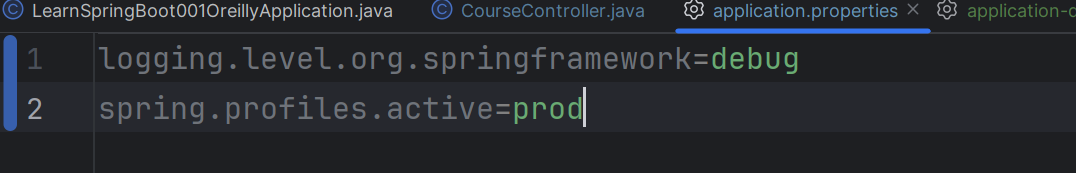 LearnSpringBoot001OreillyApplication.java CourseController.java application.properties application-
1 logging.level.org.springframework=debug
2 spring.profiles.active=prod